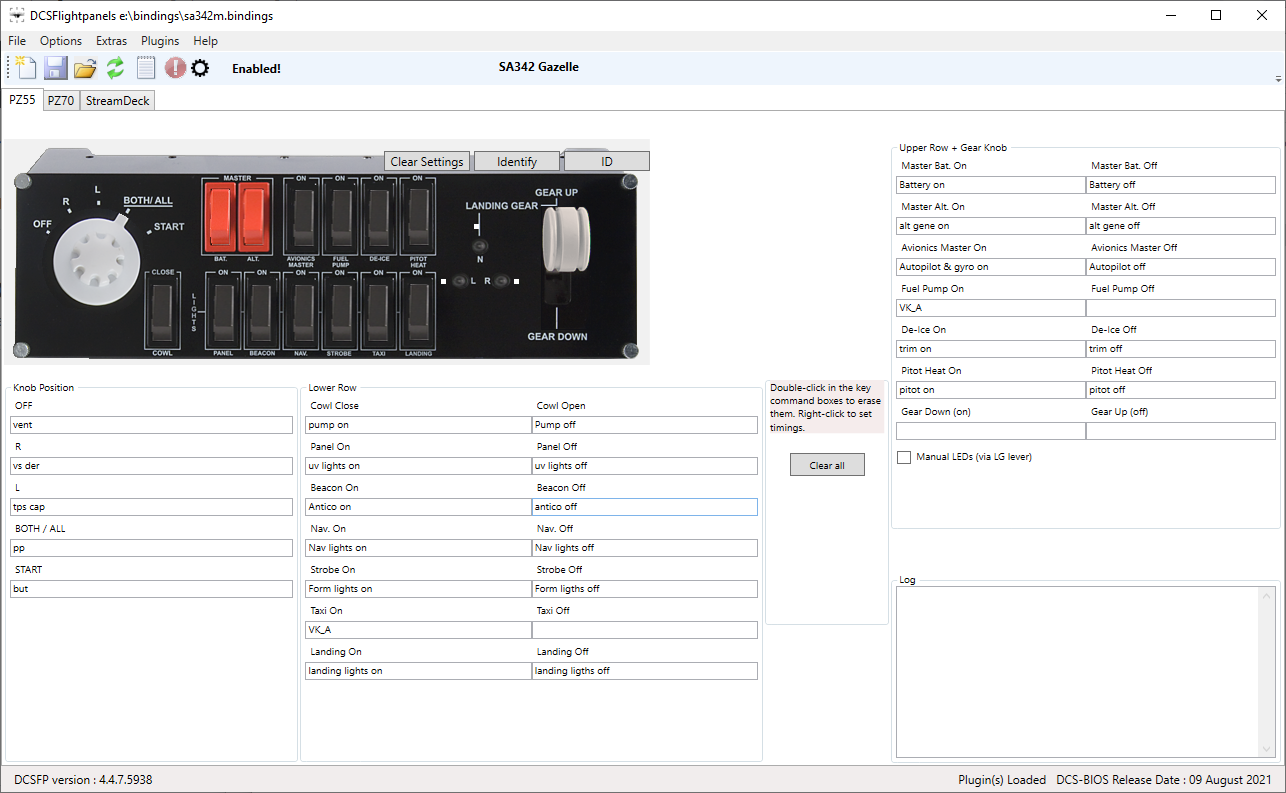 DCSFlightpanels e:\bindings\sa342m.bindings
File Options Extras Plugins Help
Enabled!
SA342 Gazelle
PZ55 PZ70 StreamDeck
Clear Settings Identify ID
MASTER ON ON ON ON
L
R BOTH/ ALL
OFF START
GEAR UP
LANDING GEAR
BAT. ALT. AVIONICS MASTER FUEL PUMP DE-ICE PITOT HEAT
N
CLOSE ON ON ON ON ON ON
L R
LIGHTS
GEAR DOWN
COWL PANEL BEACON NAV. STROBE TAXI LANDING
Knob Position
OFF
vent
R
vs der
L
tps cap
BOTH / ALL
pp
START
but
Lower Row
Cowl Close Cowl Open
pump on Pump off
Panel On Panel Off
uv lights on uv lights off
Beacon On Beacon Off
Antico on antico off
Nav. On Nav. Off
Nav lights on Nav lights off
Strobe On Strobe Off
Form lights on Form ligths off
Taxi On Taxi Off
VK_A
Landing On Landing Off
landing lights on landing ligths off
Double-click in the key
command boxes to erase
them. Right-click to set
timings.
Clear all
Upper Row + Gear Knob
Master Bat. On Master Bat. Off
Battery on Battery off
Master Alt. On Master Alt. Off
alt gene on alt gene off
Avionics Master On Avionics Master Off
Autopilot & gyro on Autopilot off
Fuel Pump On Fuel Pump Off
VK_A
De-Ice On De-Ice Off
trim on trim off
Pitot Heat On Pitot Heat Off
pitot on pitot off
Gear Down (on) Gear Up (off)
Manual LEDs (via LG lever)
Log
DCSFP version : 4.4.7.5938
Plugin(s) Loaded DCS-BIOS Release Date : 09 August 2021